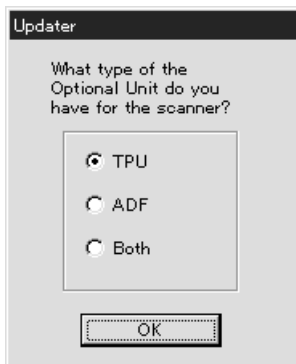 Updater
What type of the
Optional Unit do you
have for the scanner?
TPU
ADF
Both
OK